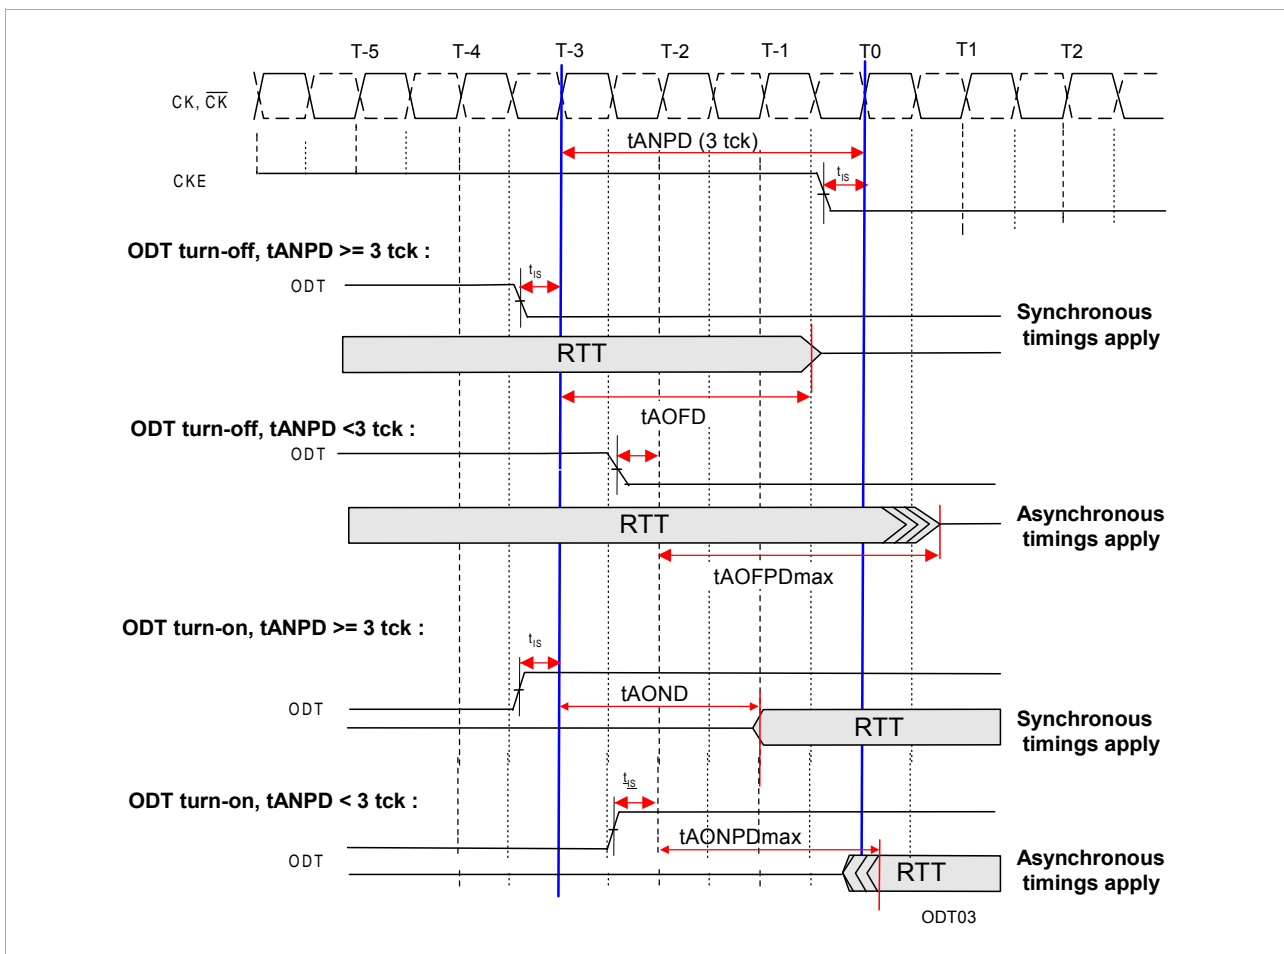 T-5 T-4 T-3 T-2 T-1 T0 T1 T2
CK, C̅K̅
tANPD (3 tck)
CKE
tIS
ODT turn-off, tANPD >= 3 tck :
tIS
ODT
Synchronous
timings apply
RTT
tAOFD
ODT turn-off, tANPD <3 tck :
ODT
RTT
Asynchronous
timings apply
tAOFPDmax
ODT turn-on, tANPD >= 3 tck :
tIS
tAOND
ODT
RTT
Synchronous
timings apply
tIS
ODT turn-on, tANPD < 3 tck :
tAONPDmax
ODT
RTT
Asynchronous
timings apply
ODT03